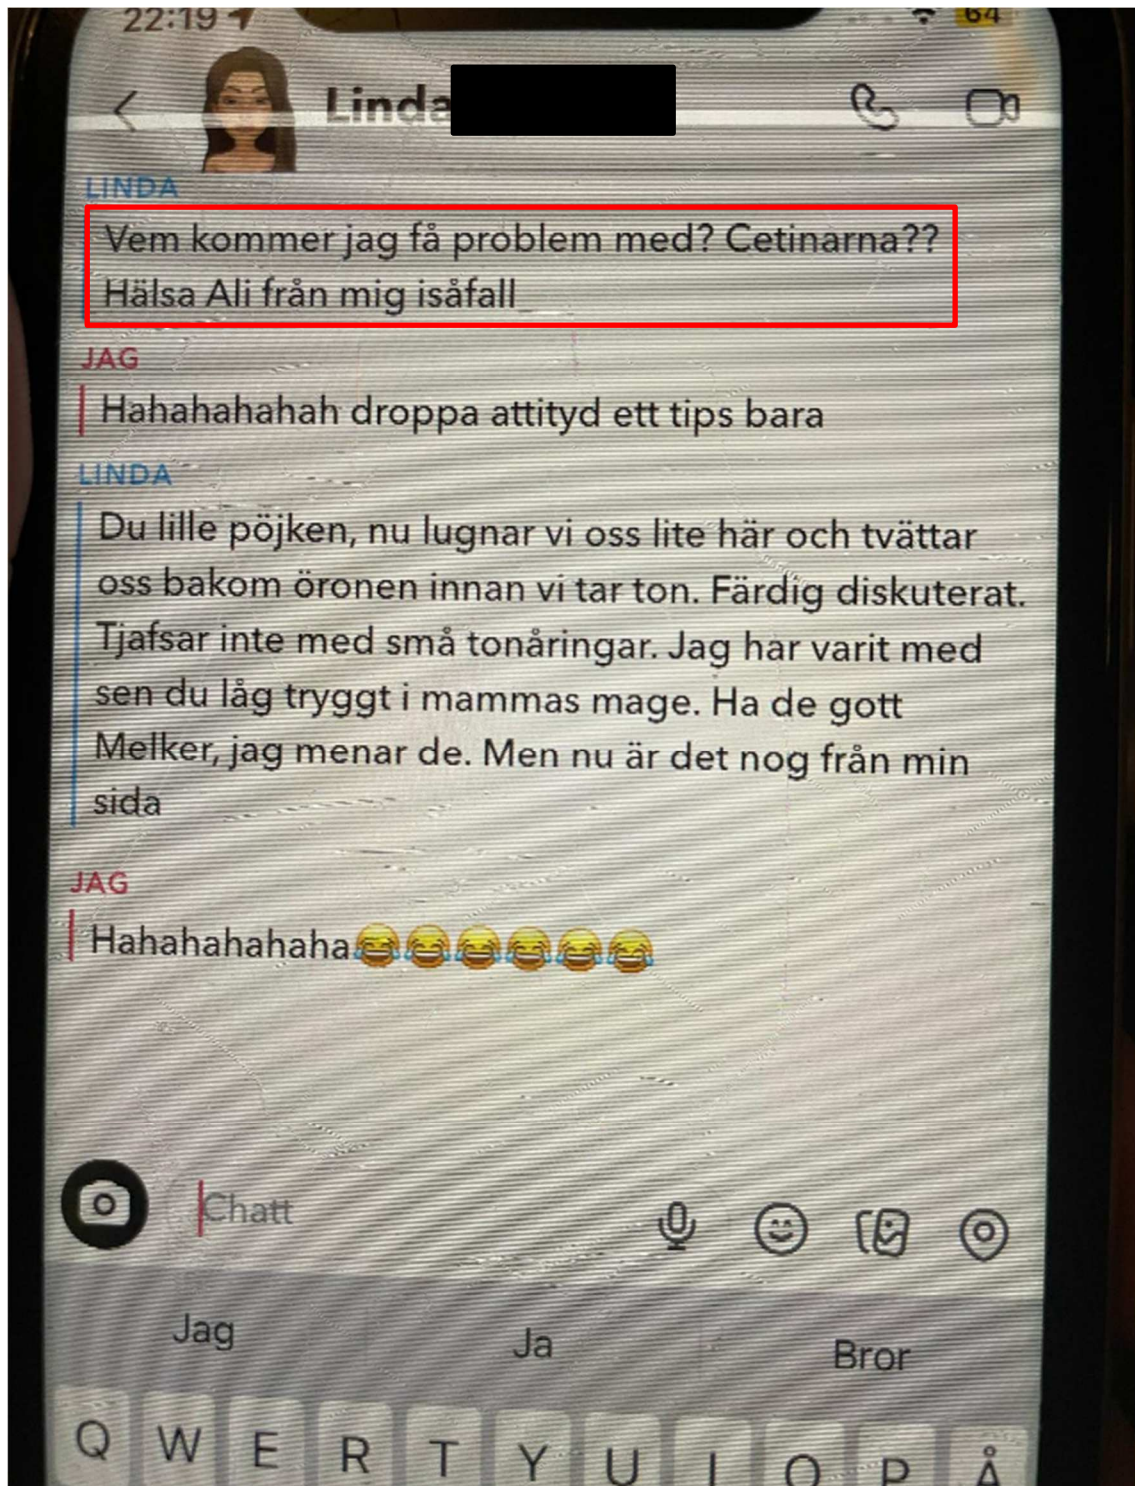 22:19
64
Linda
LINDA
Vem kommer jag få problem med? Cetinarna??
Hälsa Ali från mig isåfall
JAG
Hahahahahah droppa attityd ett tips bara
LINDA
Du lille pöjken, nu lugnar vi oss lite här och tvättar
oss bakom öronen innan vi tar ton. Färdig diskuterat.
Tjafsar inte med små tonåringar. Jag har varit med
sen du låg tryggt i mammas mage. Ha de gott
Melker, jag menar de. Men nu är det nog från min
sida
JAG
Hahahahahaha😂😂😂😂😂😂
Chatt
Jag Ja Bror
Q W E R T Y U I O P Å